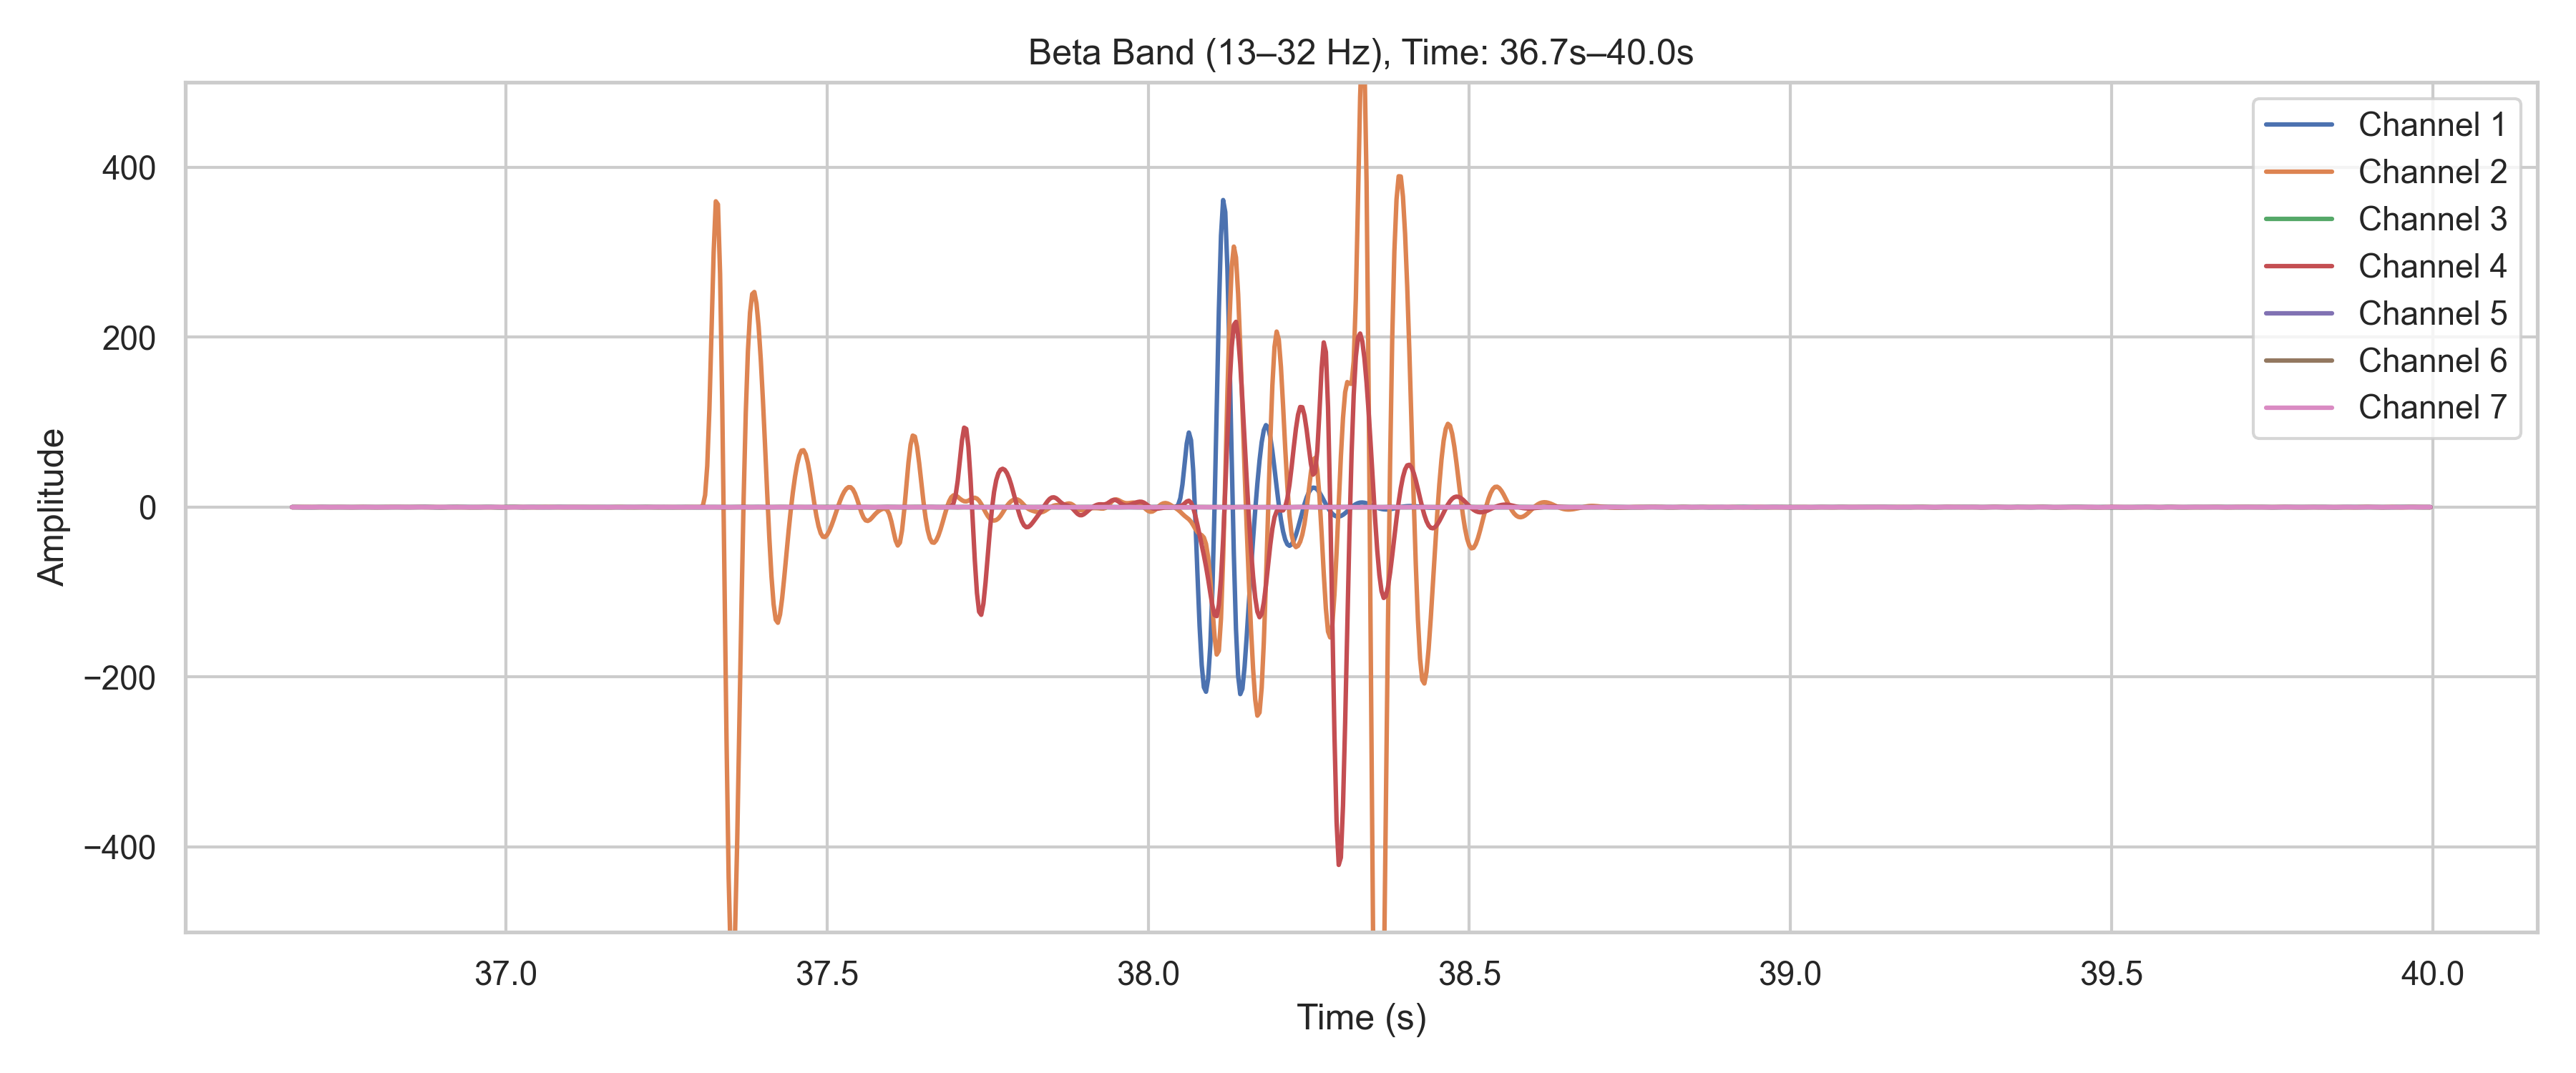 Beta Band (13–32 Hz), Time: 36.7s–40.0s
Channel 1
Channel 2
Channel 3
Channel 4
Channel 5
Channel 6
Channel 7
Amplitude
400
200
0
−200
−400
37.0 37.5 38.0 38.5 39.0 39.5 40.0
Time (s)